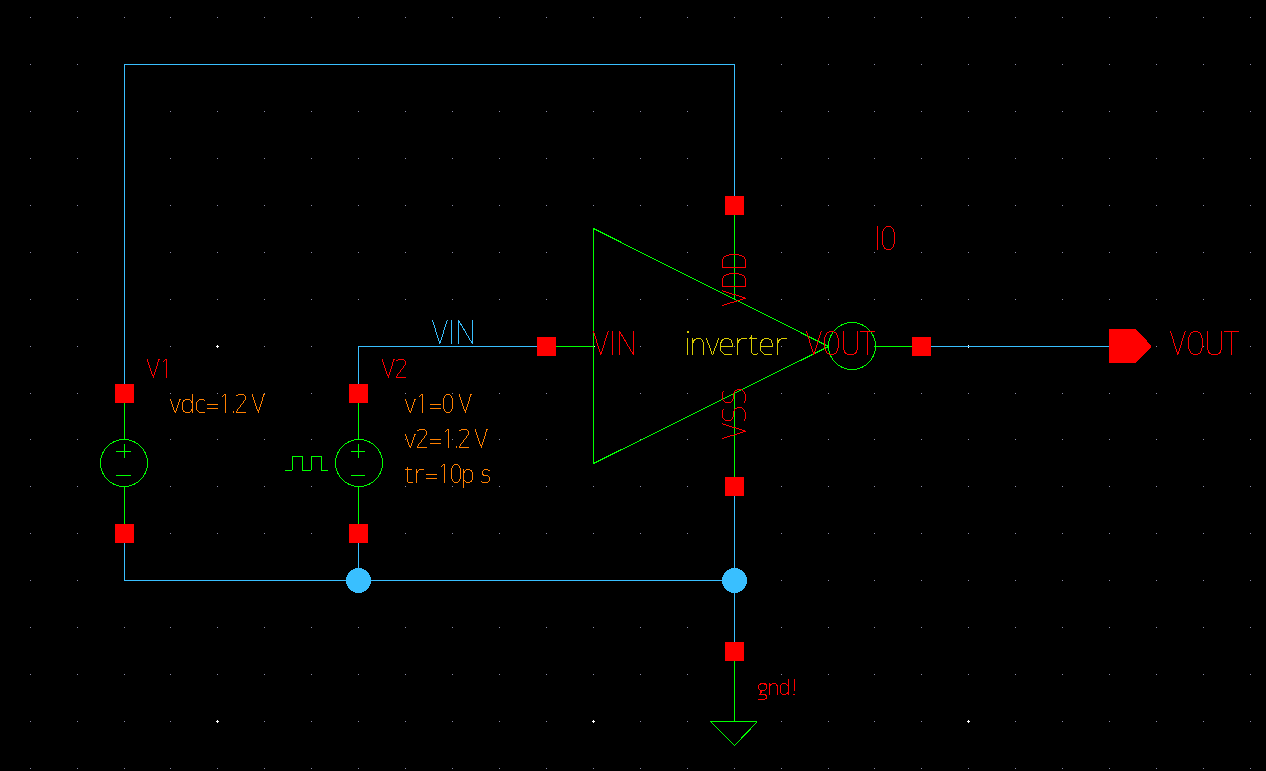 I0
VDD
VIN
VIN
inverter
VOUT
VOUT
V1
vdc=1.2 V
V2
v1=0 V
v2=1.2 V
tr=10p s
VSS
gnd!